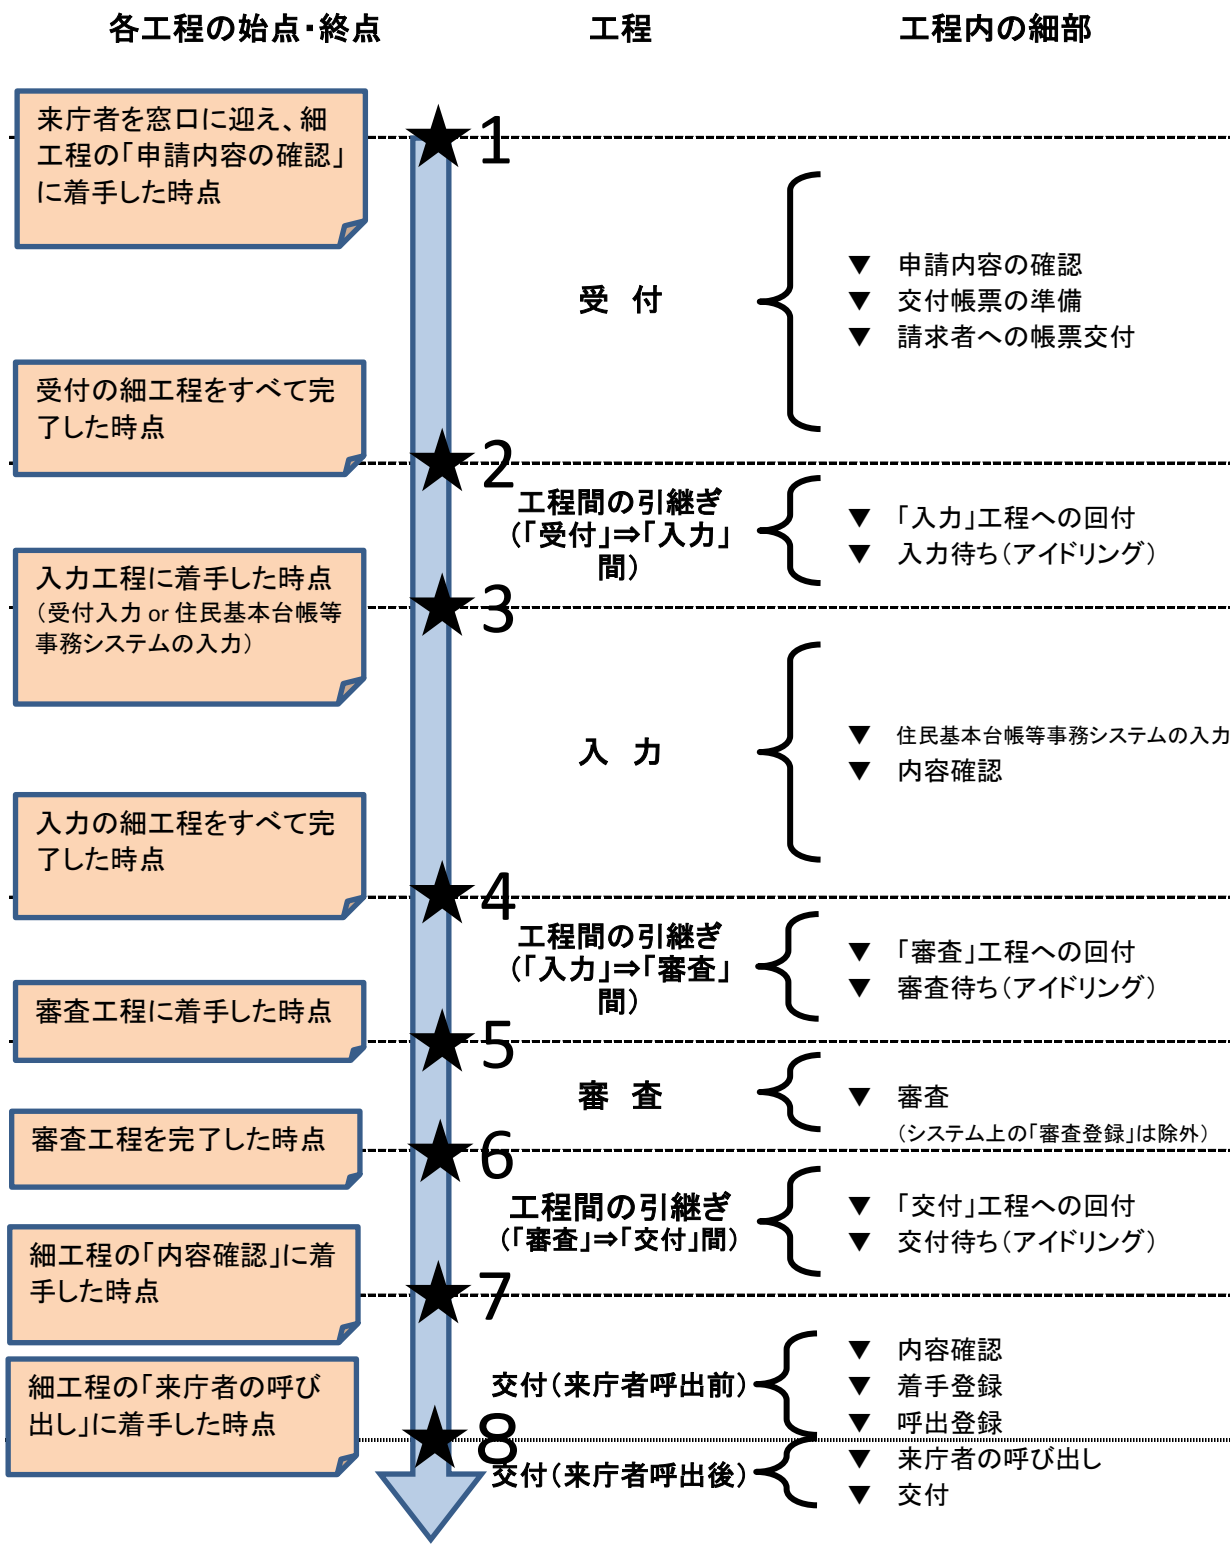 各工程の始点・終点
工程
工程内の細部
来庁者を窓口に迎え、細
工程の「申請内容の確認」
に着手した時点
1
受　付
▼　申請内容の確認
▼　交付帳票の準備
▼　請求者への帳票交付
受付の細工程をすべて完
了した時点
2
工程間の引継ぎ
(「受付」⇒「入力」
間)
▼　「入力」工程への回付
▼　入力待ち(アイドリング)
入力工程に着手した時点
(受付入力 or 住民基本台帳等
事務システムの入力)
3
入　力
▼　住民基本台帳等事務システムの入力
▼　内容確認
入力の細工程をすべて完
了した時点
4
工程間の引継ぎ
(「入力」⇒「審査」
間)
▼　「審査」工程への回付
▼　審査待ち(アイドリング)
審査工程に着手した時点
5
審　査
▼　審査
(システム上の「審査登録」は除外)
審査工程を完了した時点
6
工程間の引継ぎ
(「審査」⇒「交付」間)
▼　「交付」工程への回付
▼　交付待ち(アイドリング)
細工程の「内容確認」に着
手した時点
7
交付(来庁者呼出前)
▼　内容確認
▼　着手登録
▼　呼出登録
細工程の「来庁者の呼び
出し」に着手した時点
8
交付(来庁者呼出後)
▼　来庁者の呼び出し
▼　交付